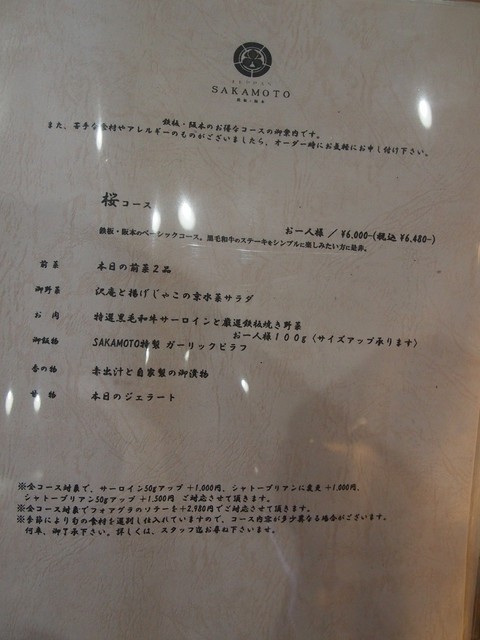 SAKAMOTO
鉄板・阪本のお得なコースの御案内です。
また、苦手な食材やアレルギーのものがございましたら、オーダー時にお気軽にお申し付け下さい。
桜コース
お一人様 / ¥6,000-(税込 ¥6,480-)
鉄板・阪本のベーシックコース。黒毛和牛のステーキをシンプルに楽しみたい方に是非。
前菜 本日の前菜2品
御野菜 沢庵と揚げじゃこの京水菜サラダ
お肉 特選黒毛和牛サーロインと厳選鉄板焼き野菜
お一人様100g(サイズアップ承ります)
御飯物 SAKAMOTO特製 ガーリックピラフ
香の物 赤出汁と自家製の御漬物
甘物 本日のジェラート
※全コース対象で、サーロイン50gアップ +1,000円、シャトーブリアンに変更 +1,000円、
シャトーブリアン50gアップ +1,500円 ご対応させて頂きます。
※全コース対象でフォアグラのソテーを+2,980円でご対応させて頂きます。
※季節により旬の食材を選別し仕入れていますので、コース内容が多少異なる場合がございます。
何卒、御了承下さい。詳しくは、スタッフ迄お尋ね下さいませ。